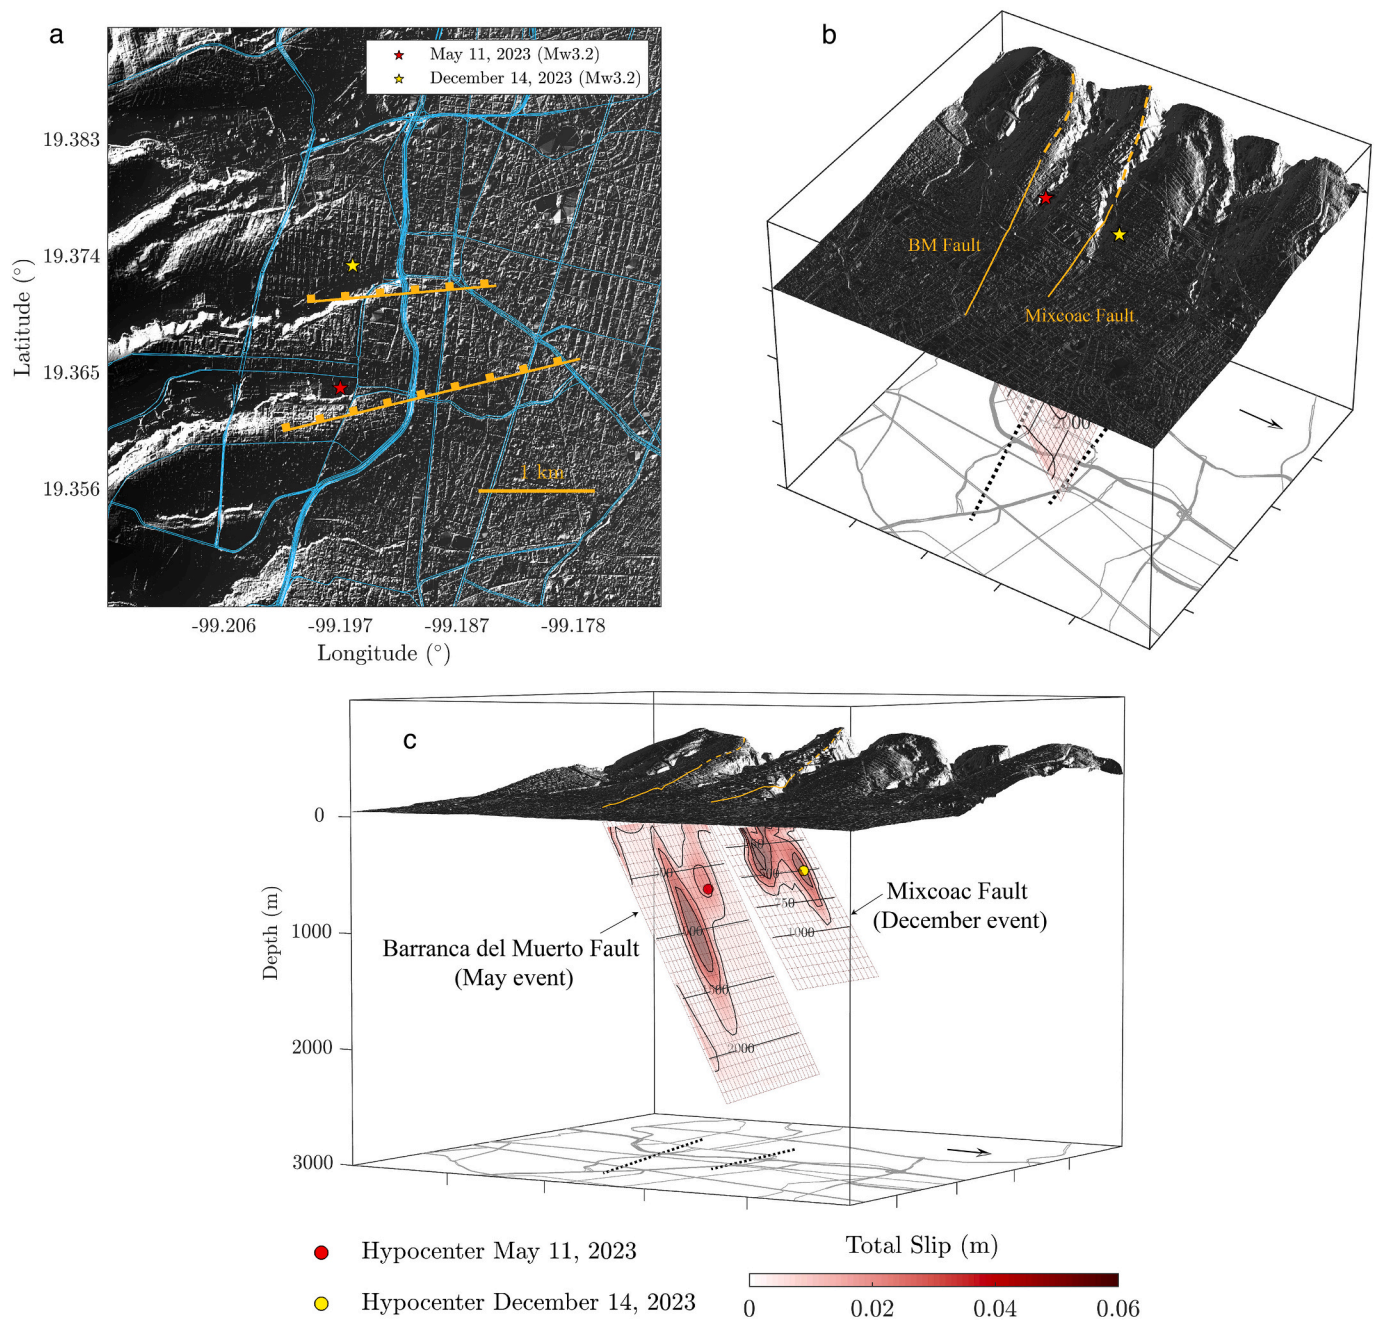 a
May 11, 2023 (Mw3.2)
December 14, 2023 (Mw3.2)
19.383
19.374
19.365
19.356
Latitude (°)
1 km
-99.206
-99.197
-99.187
-99.178
Longitude (°)
b
BM Fault
Mixcoac Fault
2000
c
0
1000
2000
3000
Depth (m)
500
1500
2000
750
1000
Barranca del Muerto Fault
(May event)
Mixcoac Fault
(December event)
Hypocenter May 11, 2023
Hypocenter December 14, 2023
Total Slip (m)
0
0.02
0.04
0.06